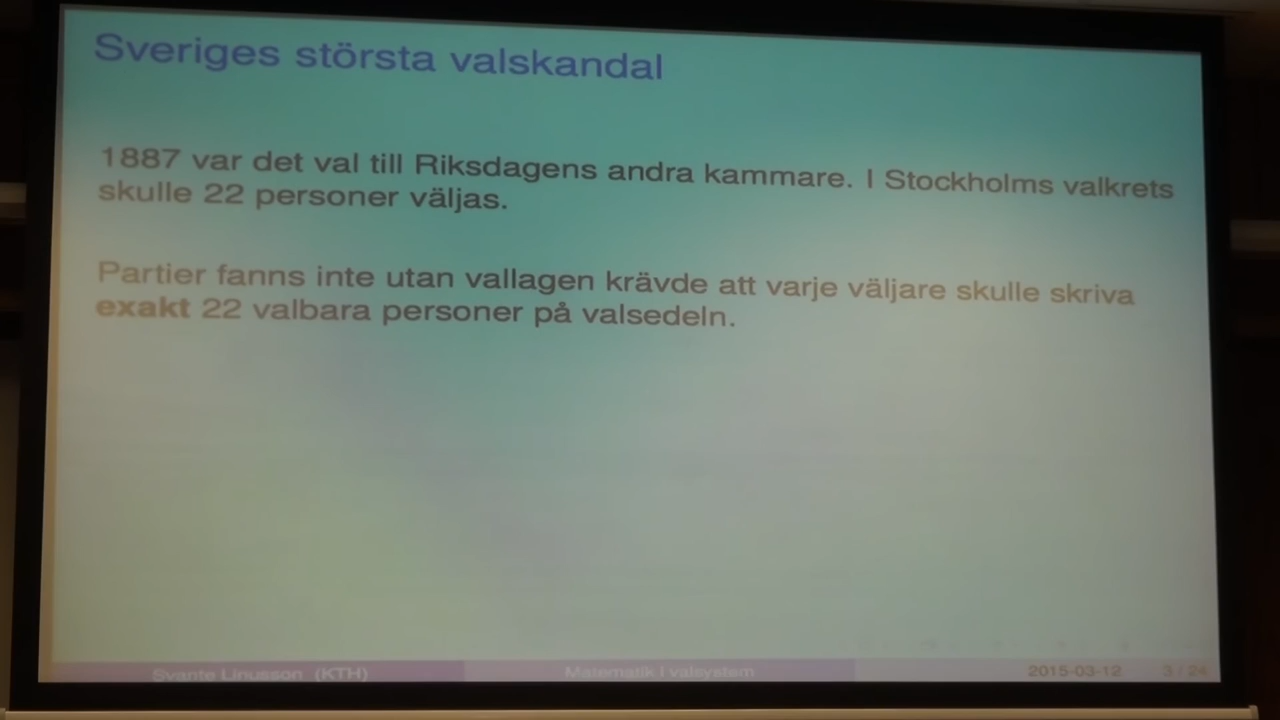 Sveriges största valskandal
1887 var det val till Riksdagens andra kammare. I Stockholms valkrets
skulle 22 personer väljas.
Partier fanns inte utan vallagen krävde att varje väljare skulle skriva
exakt 22 valbara personer på valsedeln.
Svante Linusson (KTH) Matematik i valsystem 2015-03-12 3 / 24